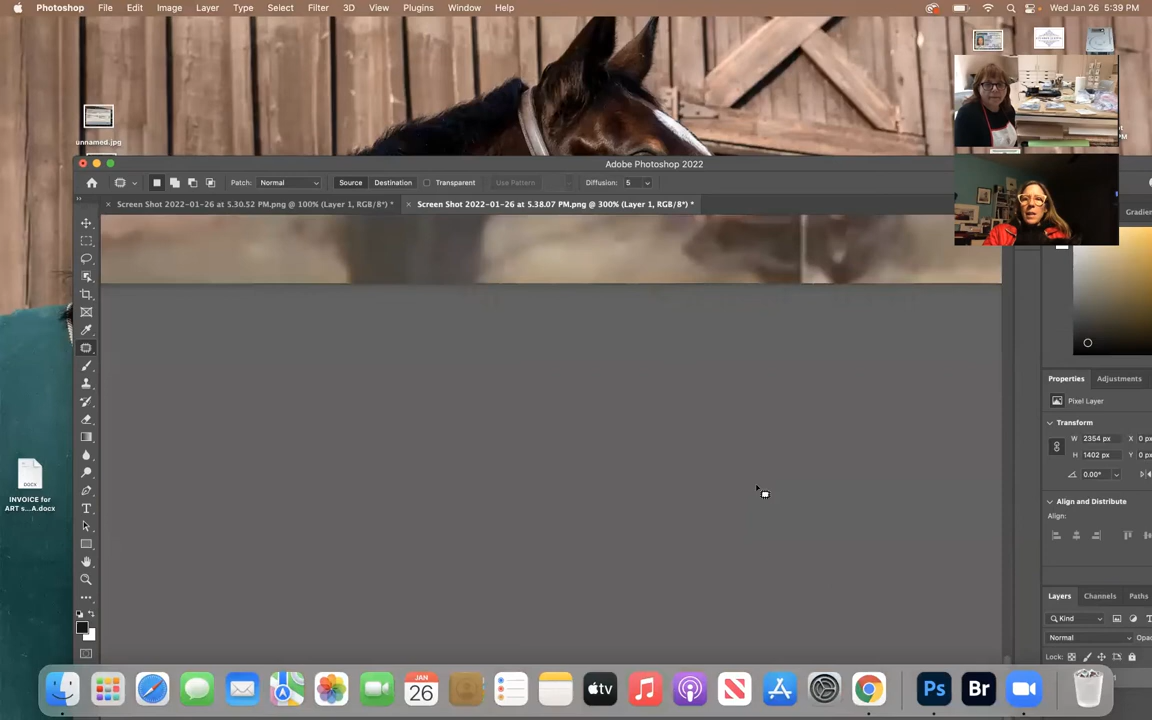 Photoshop File Edit Image Layer Type Select Filter 3D View Plugins Window Help Wed Jan 26 5:39 PM
unnamed.jpg
Adobe Photoshop 2022
Patch: Normal Source Destination Transparent Use Pattern Diffusion: 5
Screen Shot 2022-01-26 at 5.30.52 PM.png @ 100% (Layer 1, RGB/8*) *
Screen Shot 2022-01-26 at 5.38.07 PM.png @ 300% (Layer 1, RGB/8*) *
Gradien
Properties Adjustments
Pixel Layer
Transform
W 2354 px X 0 p
H 1402 px Y 0 p
0.00°
Align and Distribute
Align:
Layers Channels Paths
Kind
Normal Opac
Lock:
DOCX
INVOICE for
ART s...A.docx
JAN
26
tv
Ps
Br